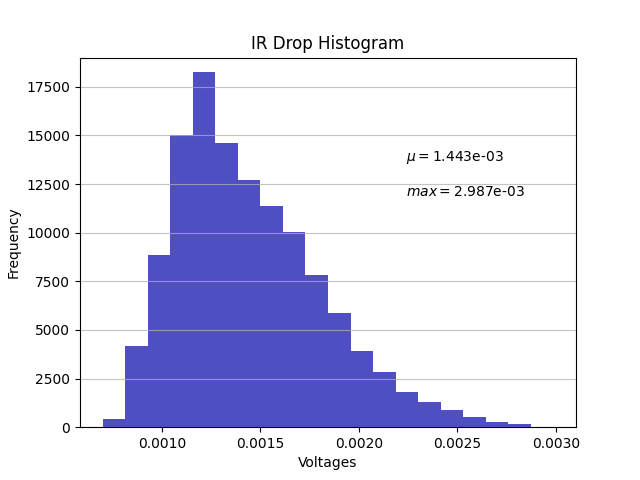 IR Drop Histogram
17500
15000
12500
10000
7500
5000
2500
0
Frequency
μ = 1.443e-03
max = 2.987e-03
0.0010 0.0015 0.0020 0.0025 0.0030
Voltages